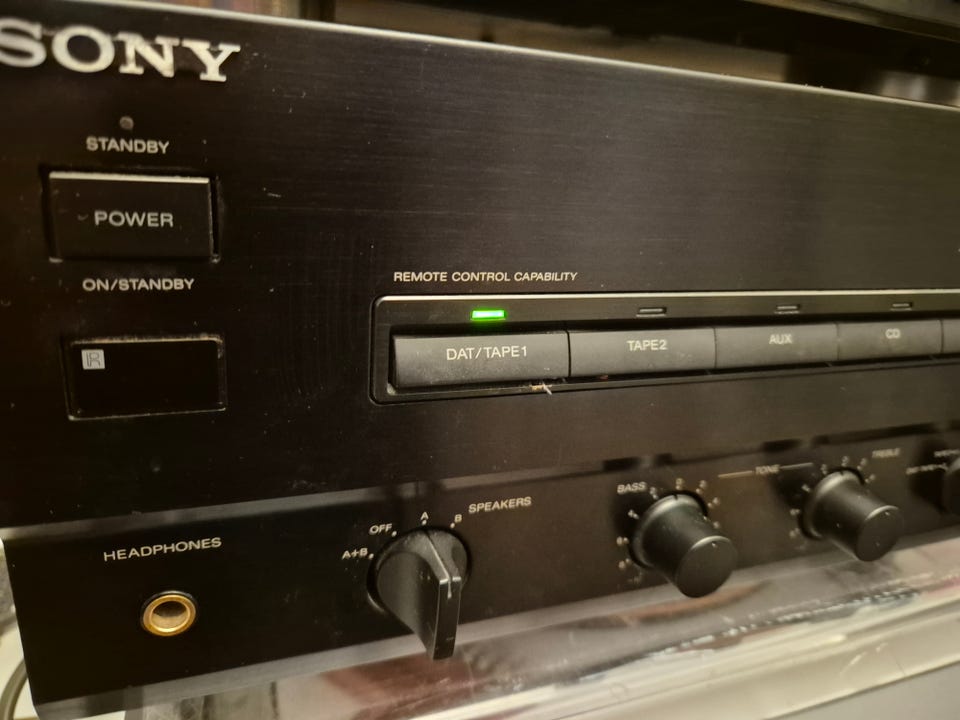 SONY
STANDBY
POWER
ON/STANDBY
REMOTE CONTROL CAPABILITY
DAT/TAPE1
TAPE2
AUX
CD
HEADPHONES
A+B
OFF
A
B
SPEAKERS
BASS
TONE
TREBLE